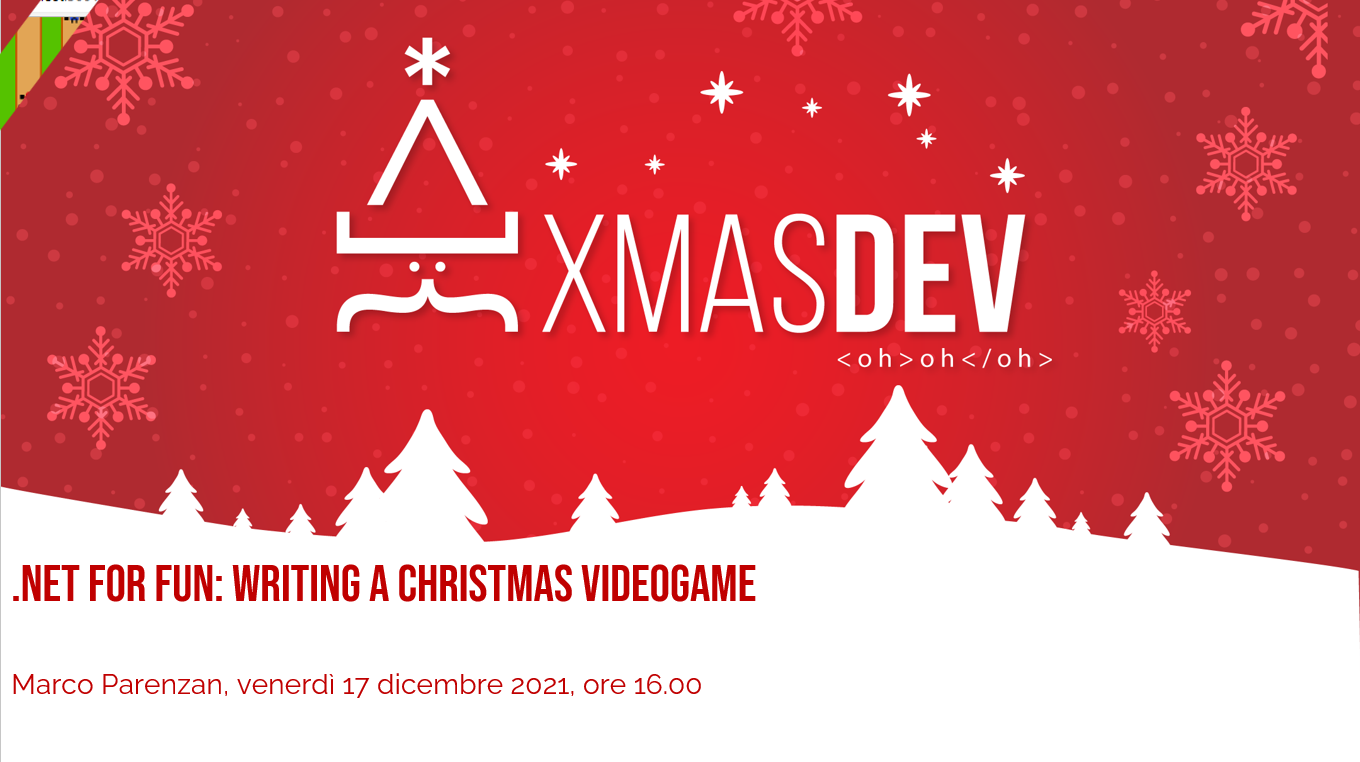 XMASDEV
<oh>oh</oh>
.NET FOR FUN: WRITING A CHRISTMAS VIDEOGAME
Marco Parenzan, venerdì 17 dicembre 2021, ore 16.00